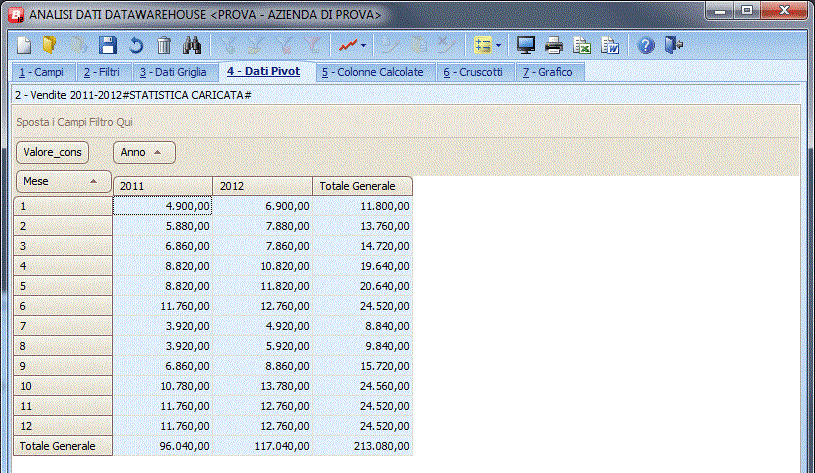 ANALISI DATI DATAWAREHOUSE <PROVA - AZIENDA DI PROVA>
1 - Campi 2 - Filtri 3 - Dati Griglia 4 - Dati Pivot 5 - Colonne Calcolate 6 - Cruscotti 7 - Grafico
2 - Vendite 2011-2012#STATISTICA CARICATA#
Sposta i Campi Filtro Qui
Valore_cons Anno
Mese 2011 2012 Totale Generale
1 4.900,00 6.900,00 11.800,00
2 5.880,00 7.880,00 13.760,00
3 6.860,00 7.860,00 14.720,00
4 8.820,00 10.820,00 19.640,00
5 8.820,00 11.820,00 20.640,00
6 11.760,00 12.760,00 24.520,00
7 3.920,00 4.920,00 8.840,00
8 3.920,00 5.920,00 9.840,00
9 6.860,00 8.860,00 15.720,00
10 10.780,00 13.780,00 24.560,00
11 11.760,00 12.760,00 24.520,00
12 11.760,00 12.760,00 24.520,00
Totale Generale 96.040,00 117.040,00 213.080,00